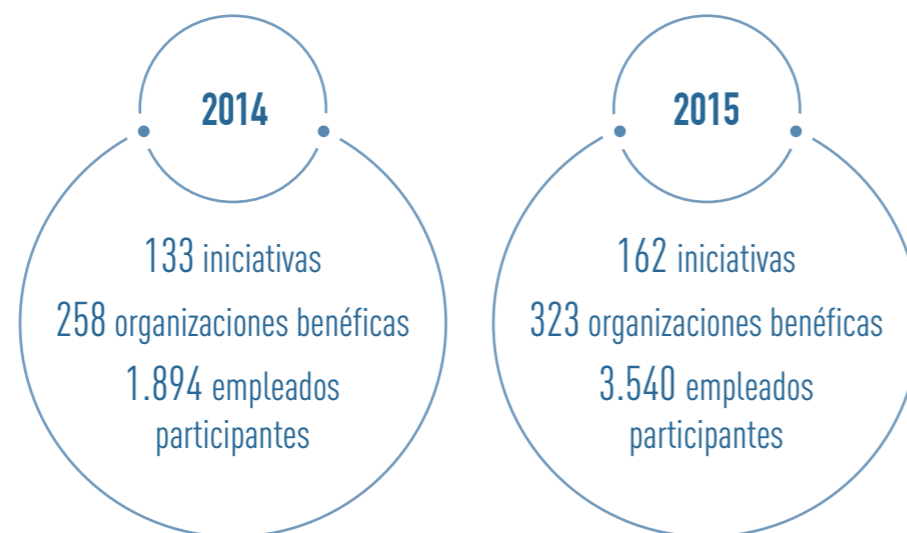 2014
133 iniciativas
258 organizaciones benéficas
1.894 empleados
participantes
2015
162 iniciativas
323 organizaciones benéficas
3.540 empleados
participantes